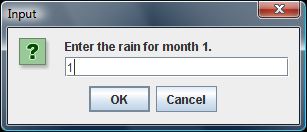 Input
Enter the rain for month 1.
1
OK
Cancel